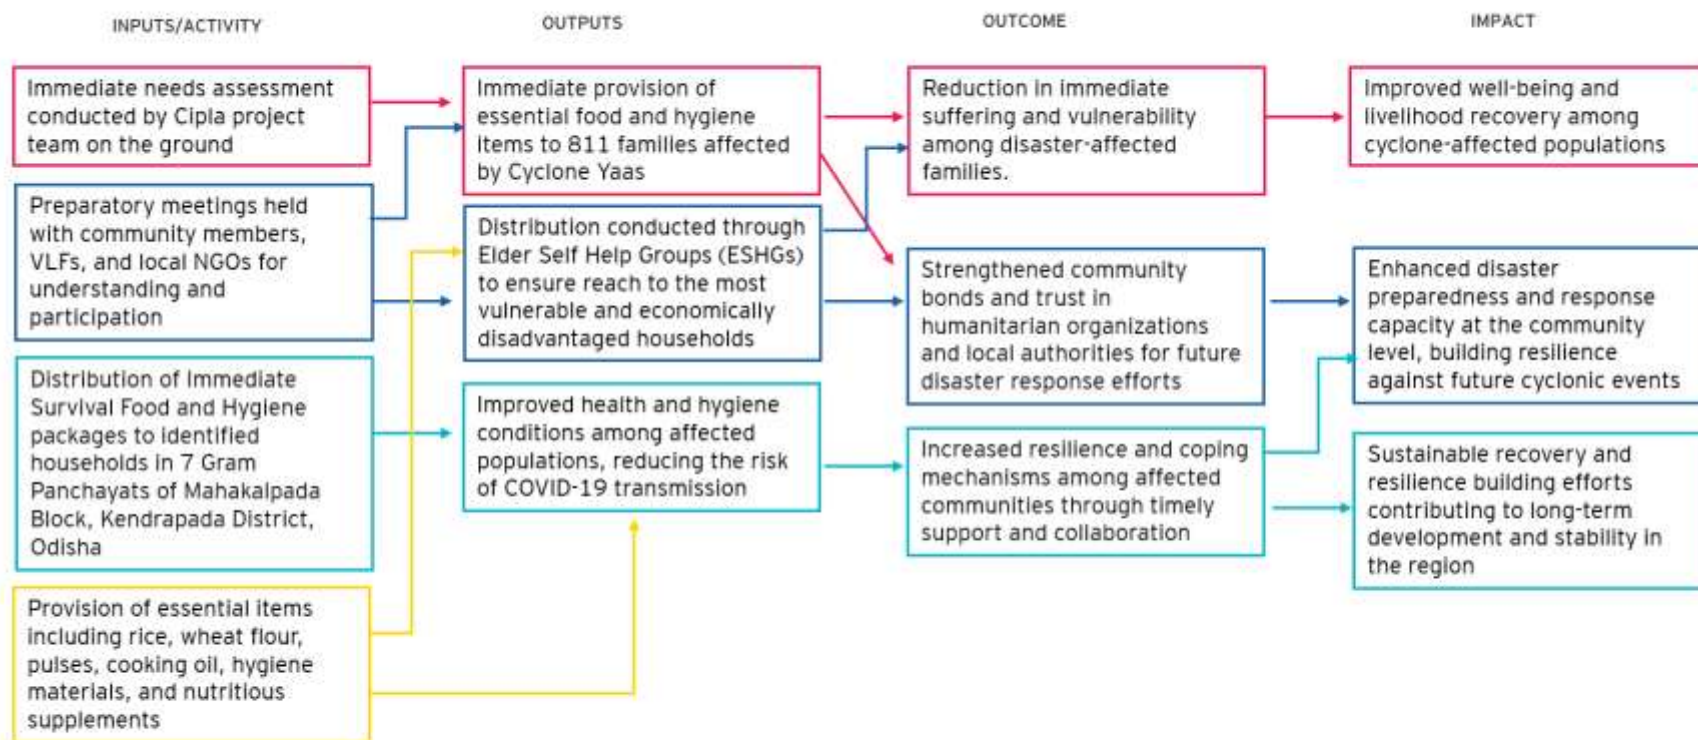 INPUTS/ACTIVITY
OUTPUTS
OUTCOME
IMPACT
Immediate needs assessment
conducted by Cipla project
team on the ground
Preparatory meetings held
with community members,
VLFs, and local NGOs for
understanding and
participation
Distribution of Immediate
Survival Food and Hygiene
packages to identified
households in 7 Gram
Panchayats of Mahakalpada
Block, Kendrapada District,
Odisha
Provision of essential items
including rice, wheat flour,
pulses, cooking oil, hygiene
materials, and nutritious
supplements
Immediate provision of
essential food and hygiene
items to 811 families affected
by Cyclone Yaas
Distribution conducted through
Elder Self Help Groups (ESHGs)
to ensure reach to the most
vulnerable and economically
disadvantaged households
Improved health and hygiene
conditions among affected
populations, reducing the risk
of COVID-19 transmission
Reduction in immediate
suffering and vulnerability
among disaster-affected
families.
Strengthened community
bonds and trust in
humanitarian organizations
and local authorities for future
disaster response efforts
Increased resilience and coping
mechanisms among affected
communities through timely
support and collaboration
Improved well-being and
livelihood recovery among
cyclone-affected populations
Enhanced disaster
preparedness and response
capacity at the community
level, building resilience
against future cyclonic events
Sustainable recovery and
resilience building efforts
contributing to long-term
development and stability in
the region